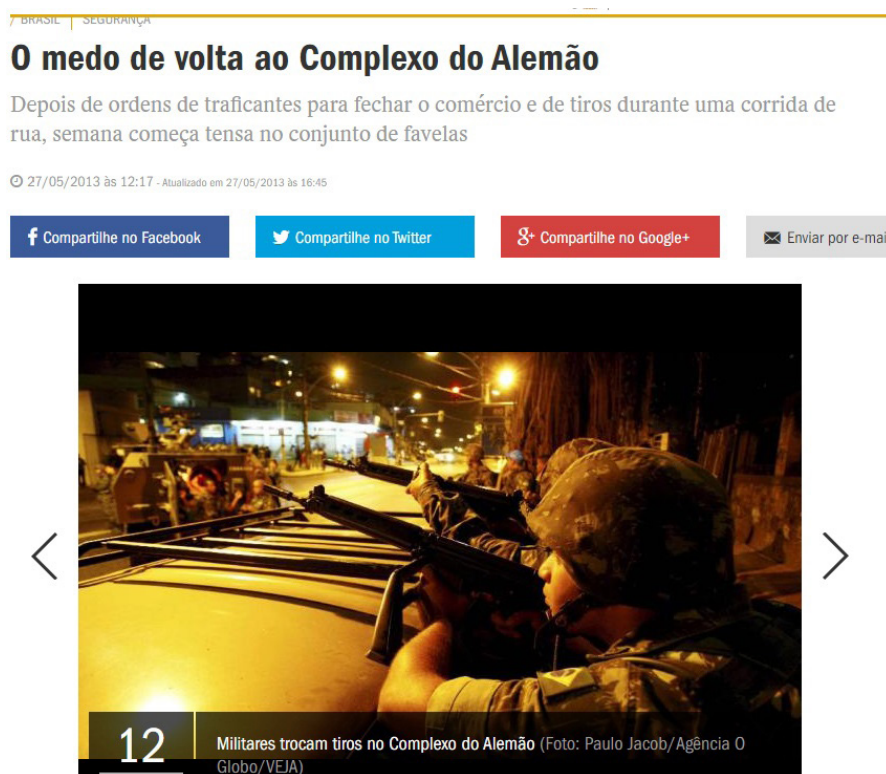 / BRASIL | SEGURANÇA
O medo de volta ao Complexo do Alemão
Depois de ordens de traficantes para fechar o comércio e de tiros durante uma corrida de
rua, semana começa tensa no conjunto de favelas
27/05/2013 às 12:17 - Atualizado em 27/05/2013 às 16:45
Compartilhe no Facebook
Compartilhe no Twitter
Compartilhe no Google+
Enviar por e-mai
12
Militares trocam tiros no Complexo do Alemão (Foto: Paulo Jacob/Agência O
Globo/VEJA)